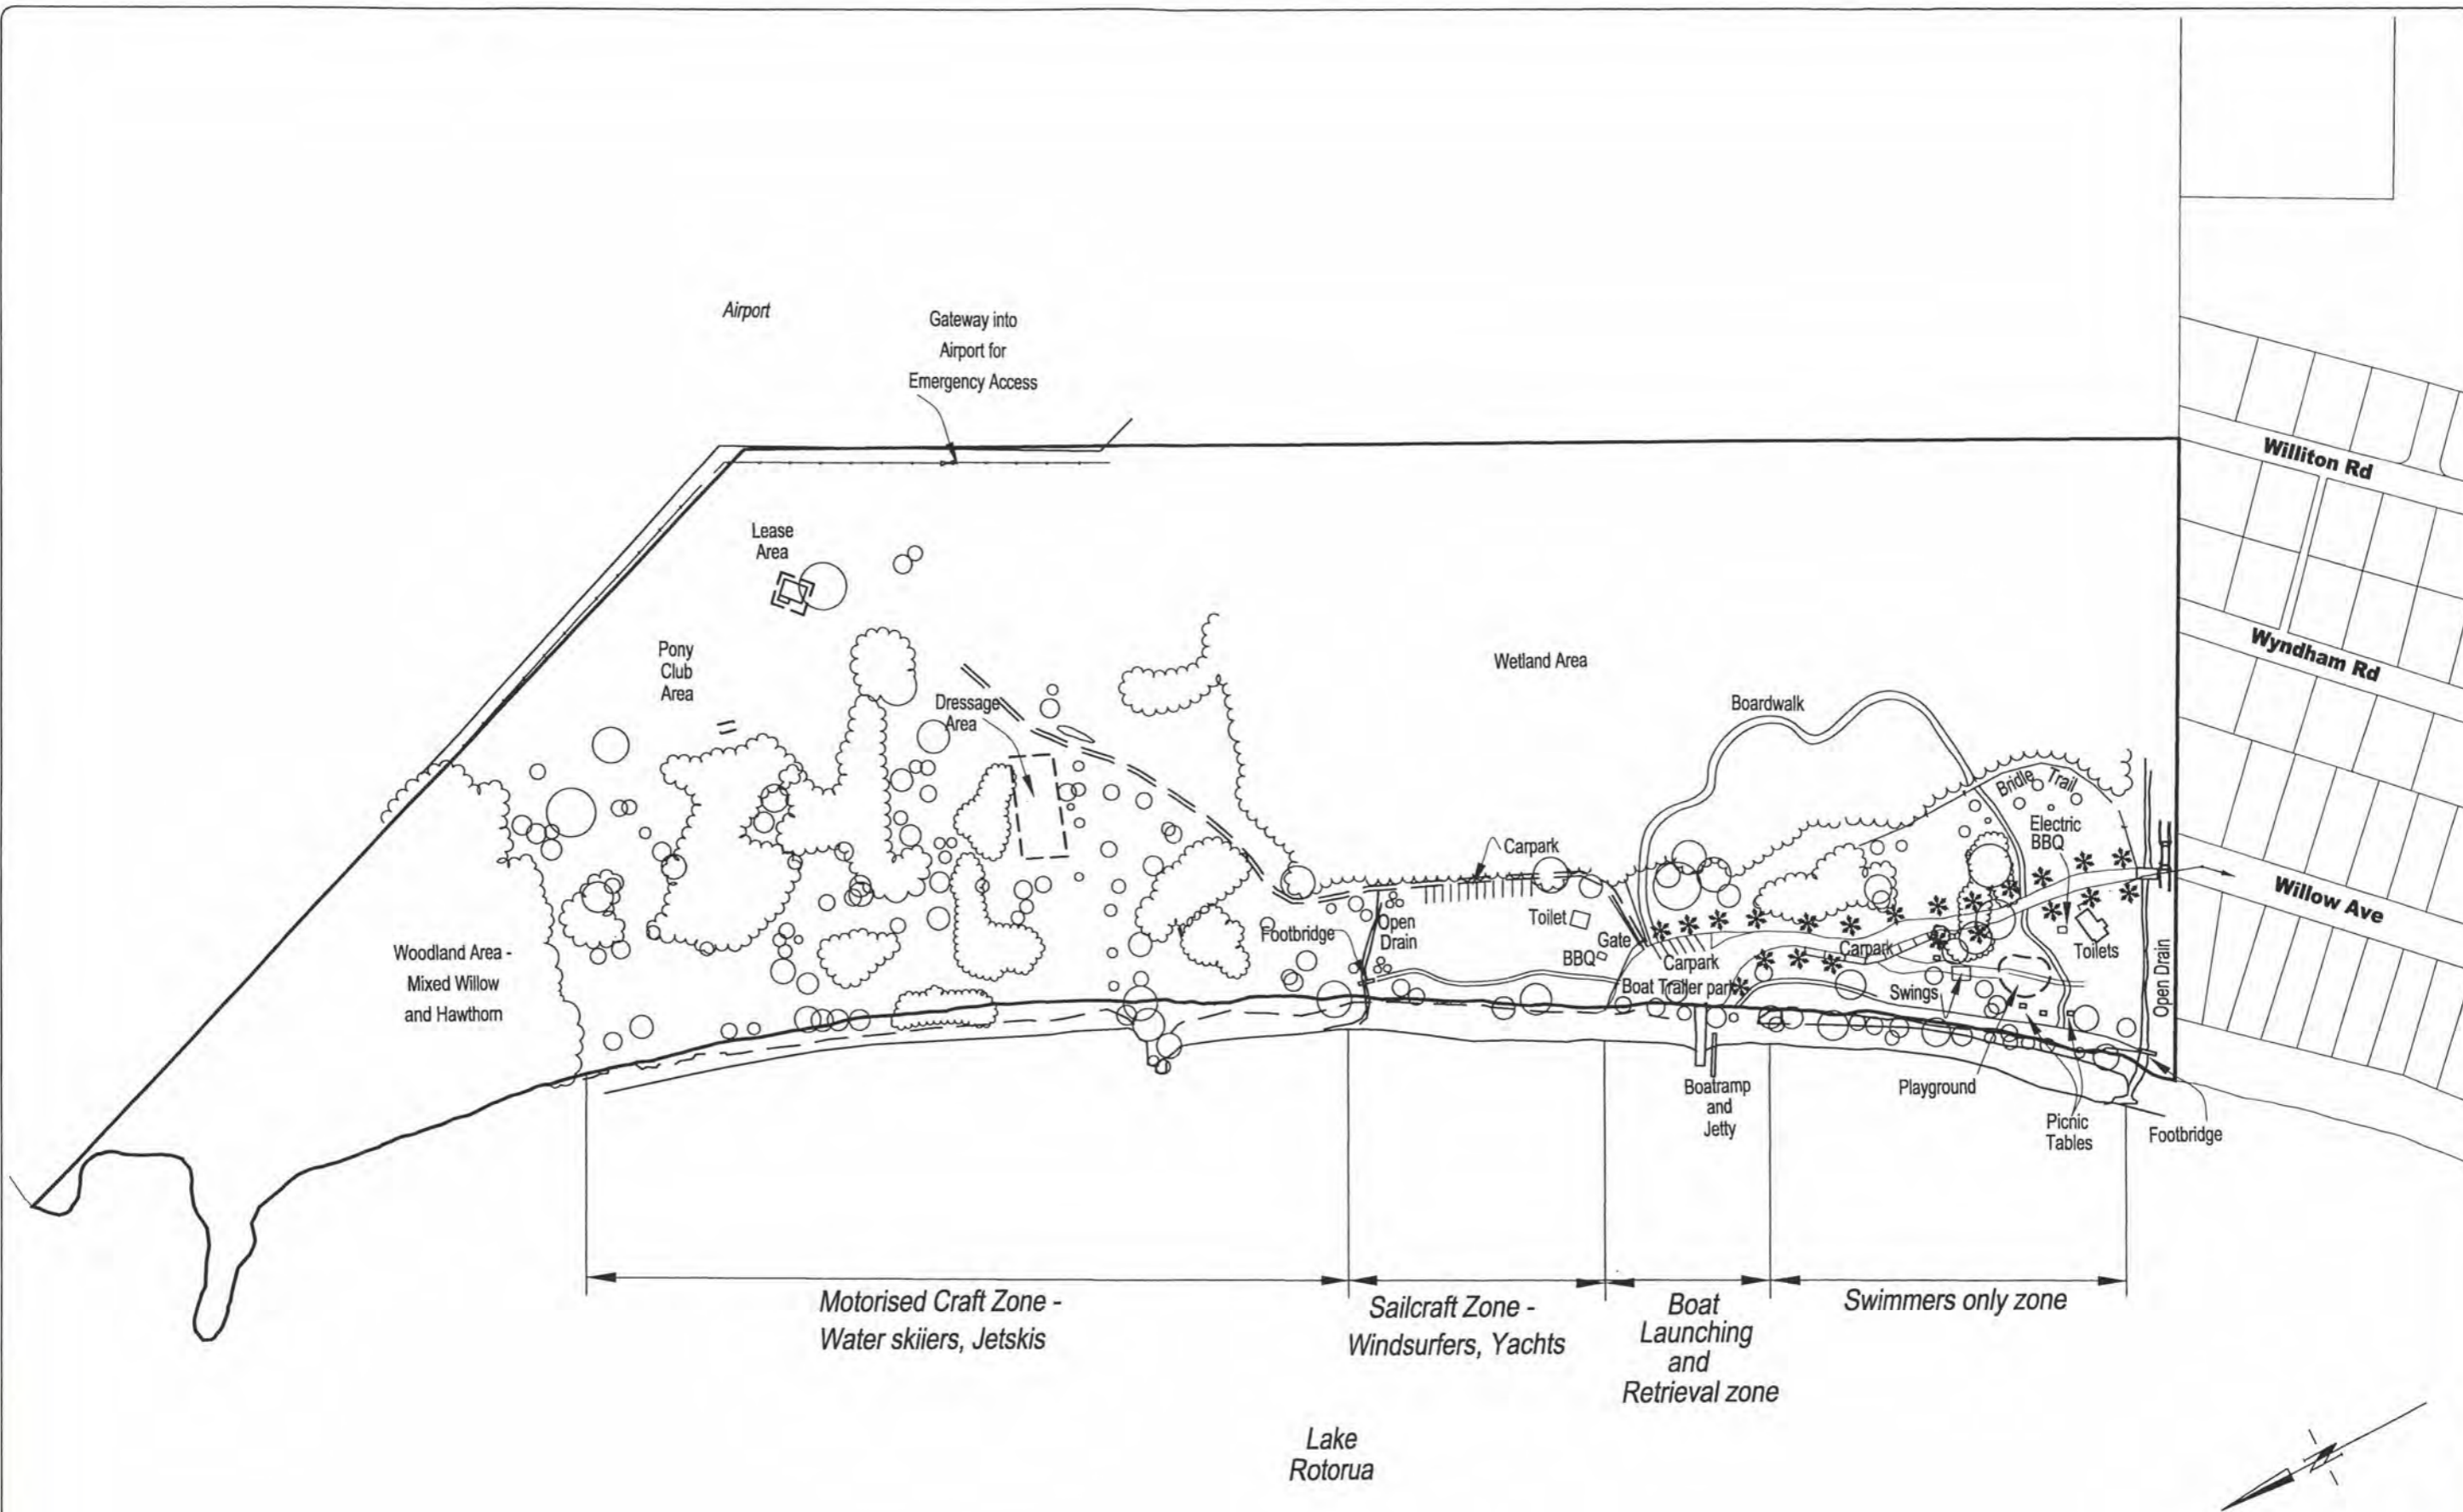 Airport
Gateway into
Airport for
Emergency Access
Williton Rd
Lease
Area
Pony
Club
Area
Wetland Area
Wyndham Rd
Dressage
Area
Boardwalk
Bridle Trail
Electric
BBQ
Carpark
Willow Ave
Open
Drain
Toilet
Footbridge
Gate
BBQ
Carpark
Carpark
Toilets
Woodland Area -
Mixed Willow
and Hawthorn
Boat Trailer park
Swings
Open Drain
Boatramp
and
Jetty
Playground
Picnic
Tables
Footbridge
Motorised Craft Zone -
Water skiiers, Jetskis
Sailcraft Zone -
Windsurfers, Yachts
Boat
Launching
and
Retrieval zone
Swimmers only zone
Lake
Rotorua
N